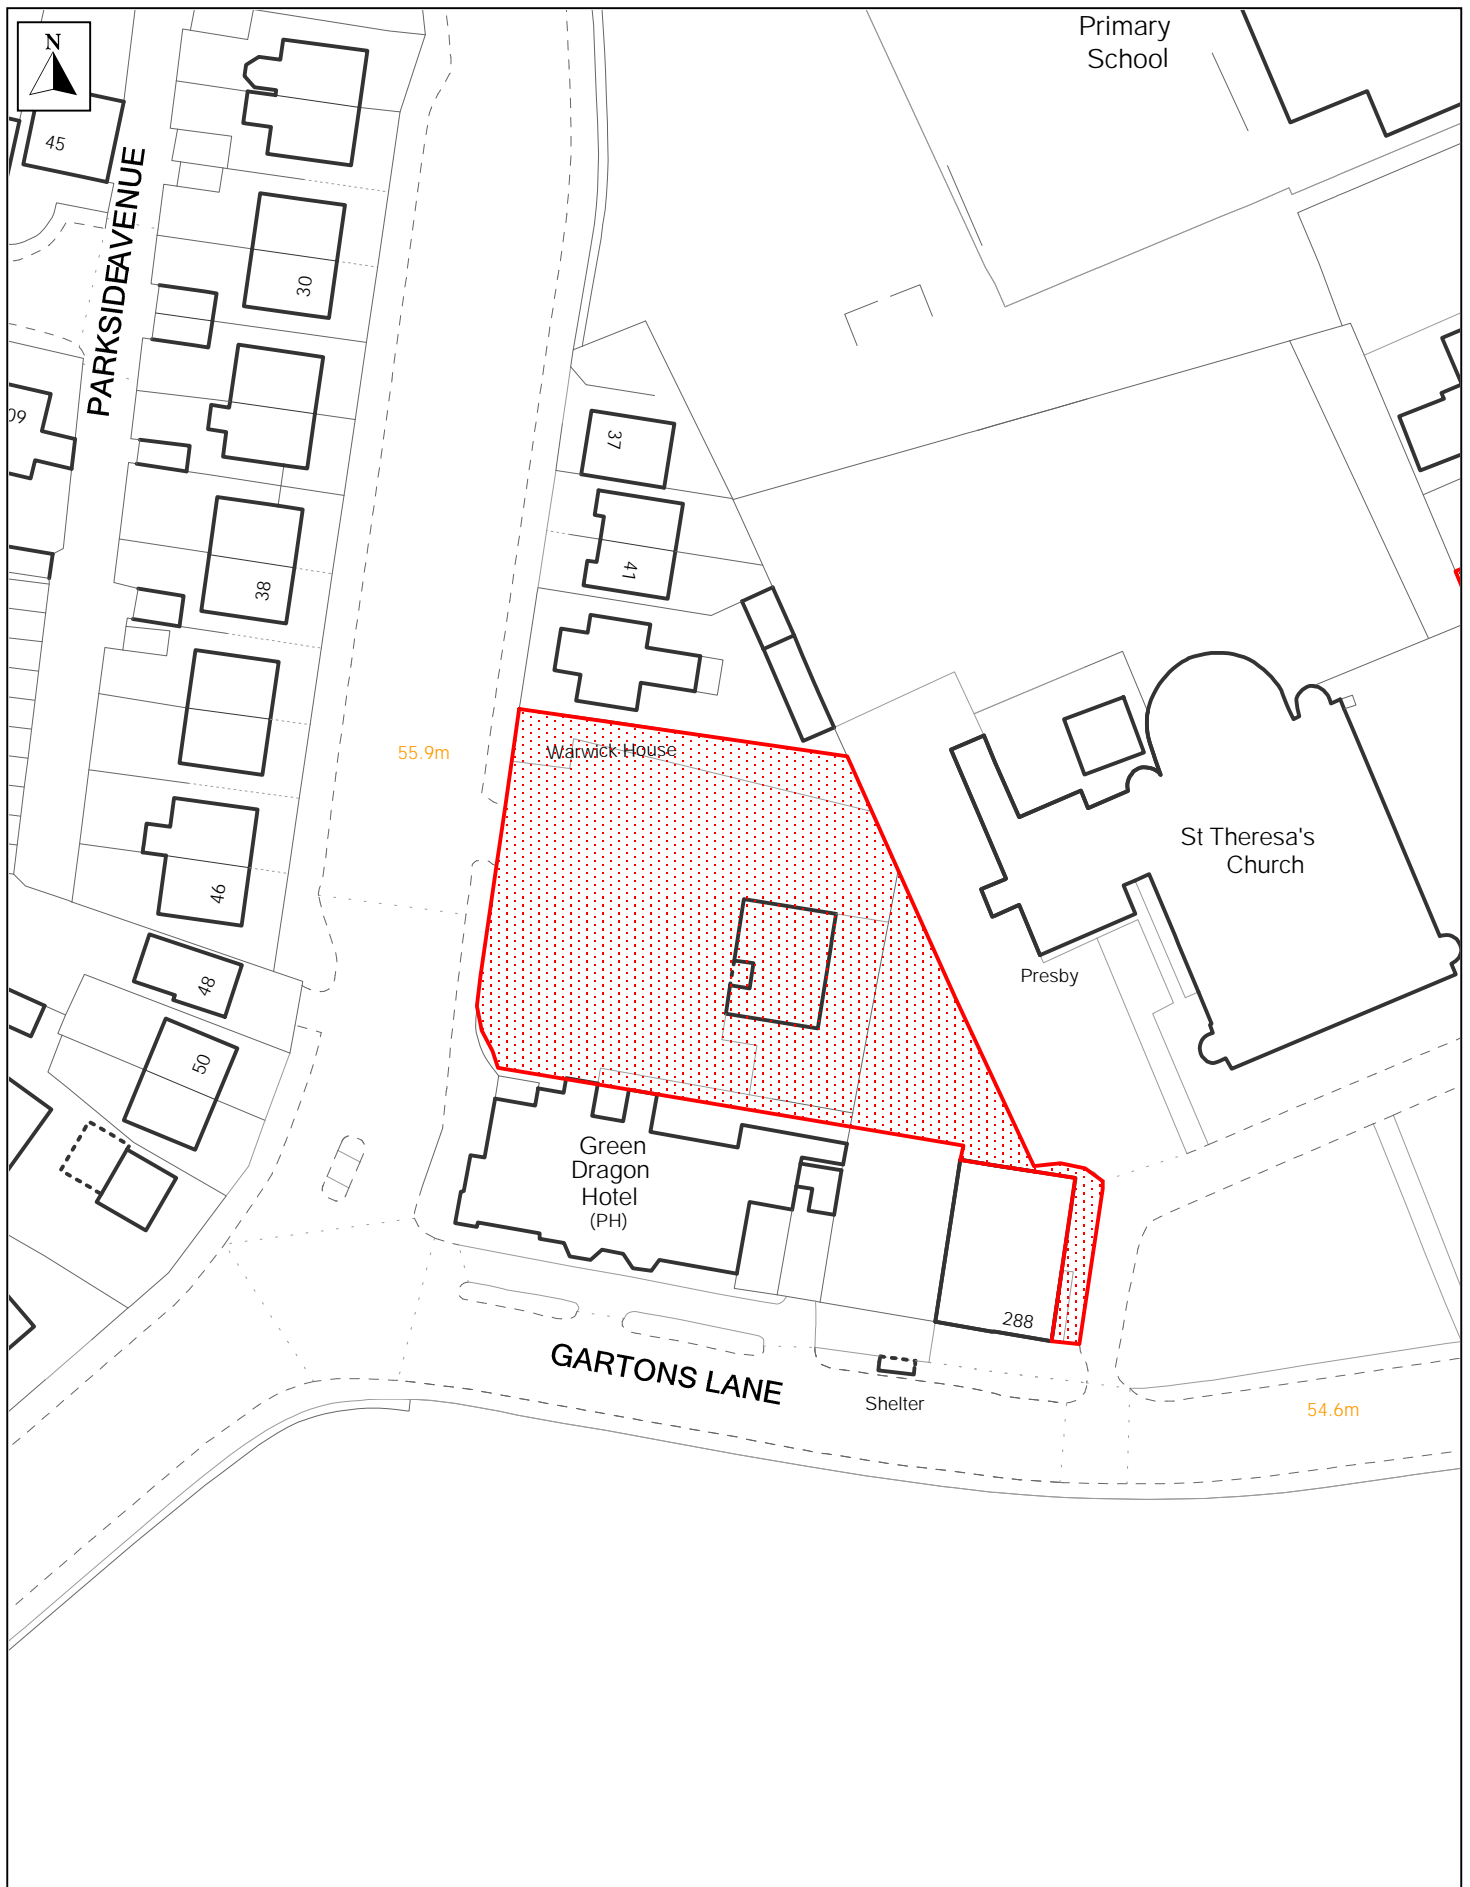 Primary
School
N
45
PARKSIDE AVENUE
30
09
37
38
41
55.9m
Warwick House
St Theresa's
Church
46
48
Presby
50
Green
Dragon
Hotel
(PH)
288
GARTONS LANE
Shelter
54.6m